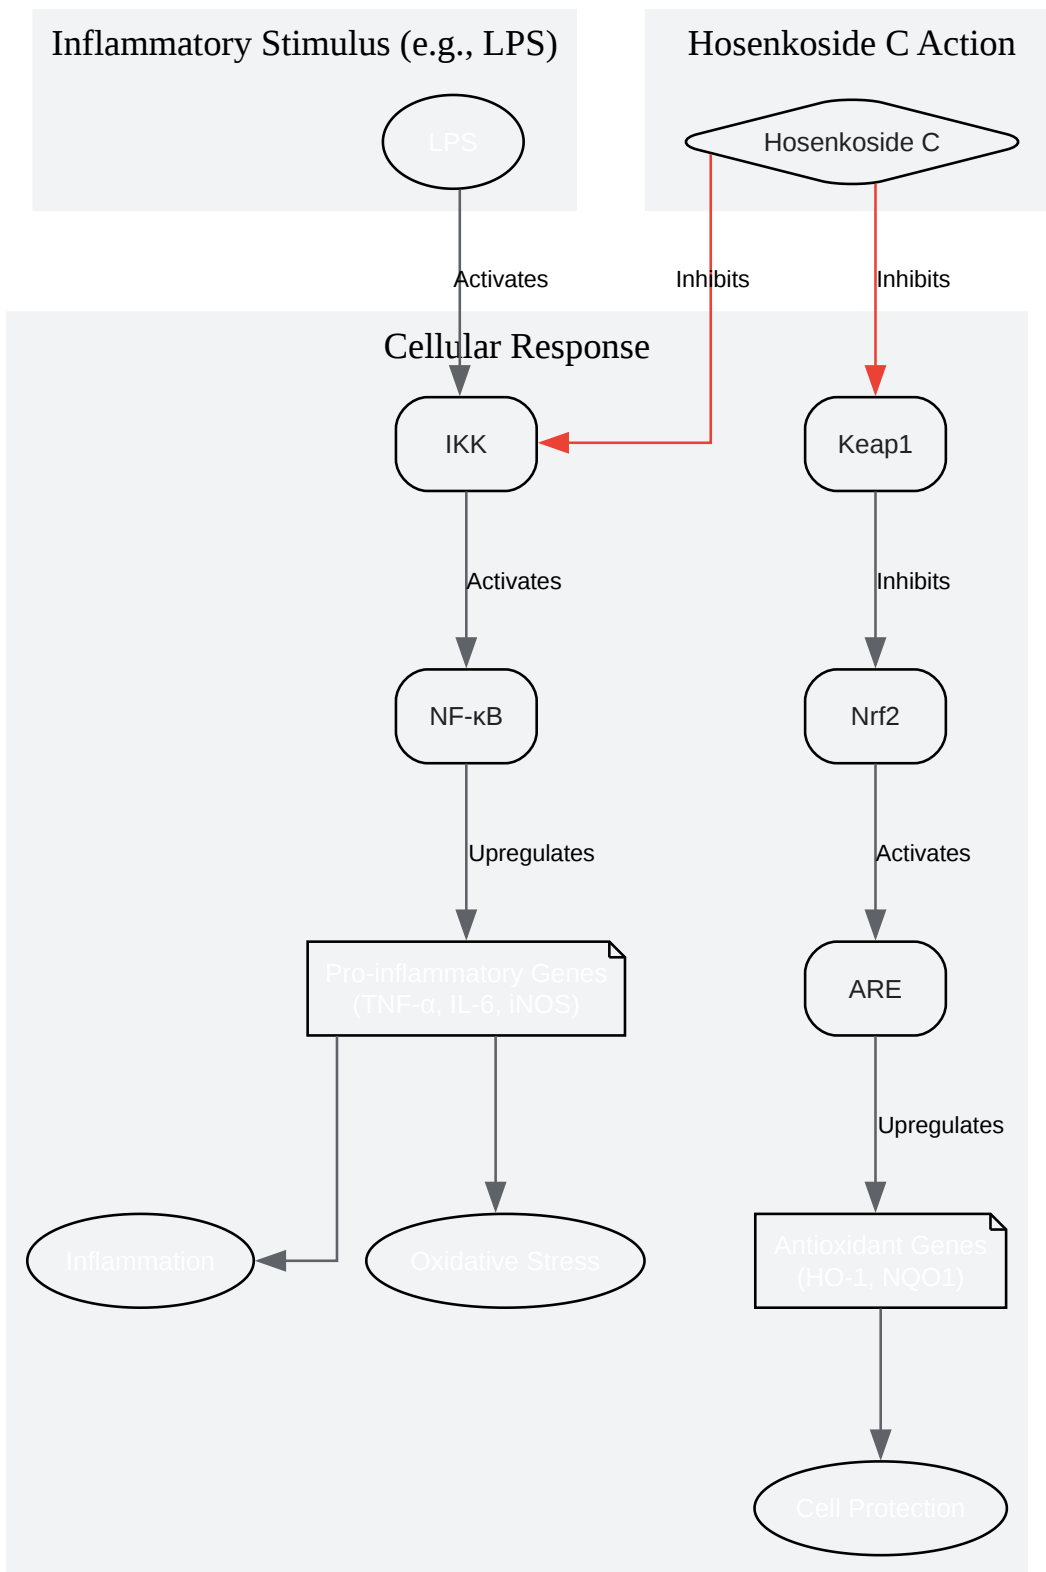 Inflammatory Stimulus (e.g., LPS)
Hosenkoside C Action
LPS
Hosenkoside C
Activates
Inhibits
Inhibits
Cellular Response
IKK
Keap1
Activates
Inhibits
NF-κB
Nrf2
Upregulates
Activates
Pro-inflammatory Genes
(TNF-α, IL-6, iNOS)
ARE
Upregulates
Inflammation
Oxidative Stress
Antioxidant Genes
(HO-1, NQO1)
Cell Protection